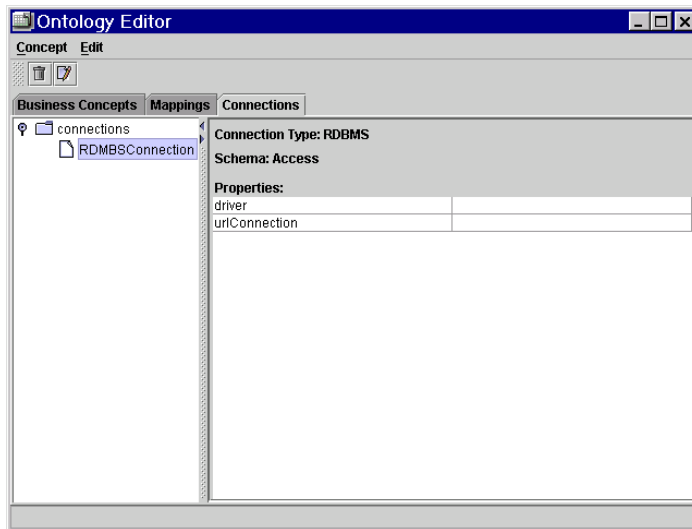 Ontology Editor
Concept Edit
Business Concepts Mappings Connections
connections
RDMBSConnection
Connection Type: RDBMS
Schema: Access
Properties:
driver
urlConnection